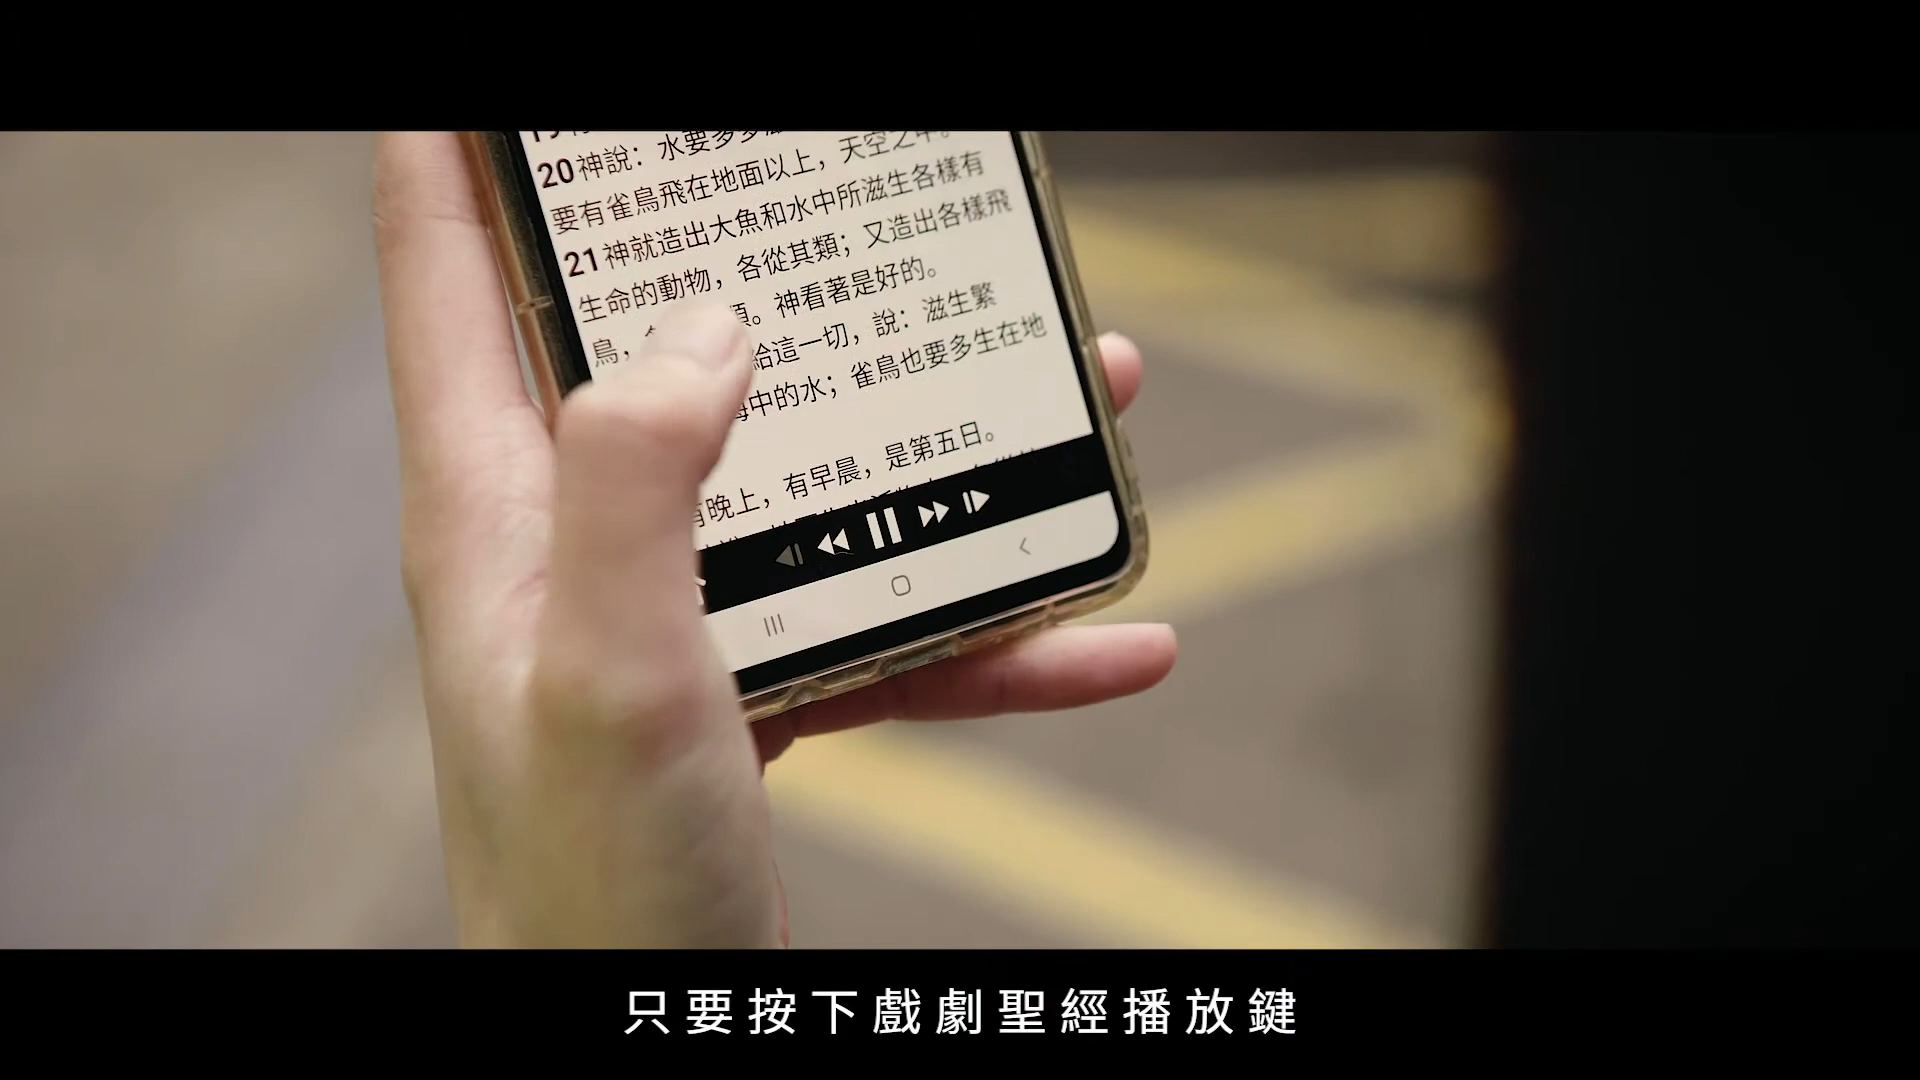 20神說：水要多多滋
要有雀鳥飛在地面以上，天空之中。
21神就造出大魚和水中所滋生各樣有
生命的動物，各從其類；又造出各樣飛
鳥，各 類。神看著是好的。
給這一切，說：滋生繁
海中的水；雀鳥也要多生在地
有晚上，有早晨，是第五日。
只要按下戲劇聖經播放鍵